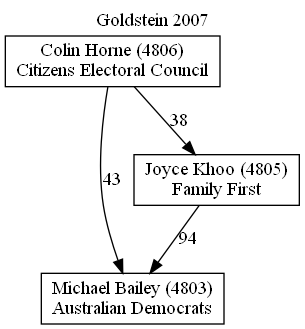 Goldstein 2007
Colin Horne (4806)
Citizens Electoral Council
38
Joyce Khoo (4805)
Family First
43
94
Michael Bailey (4803)
Australian Democrats